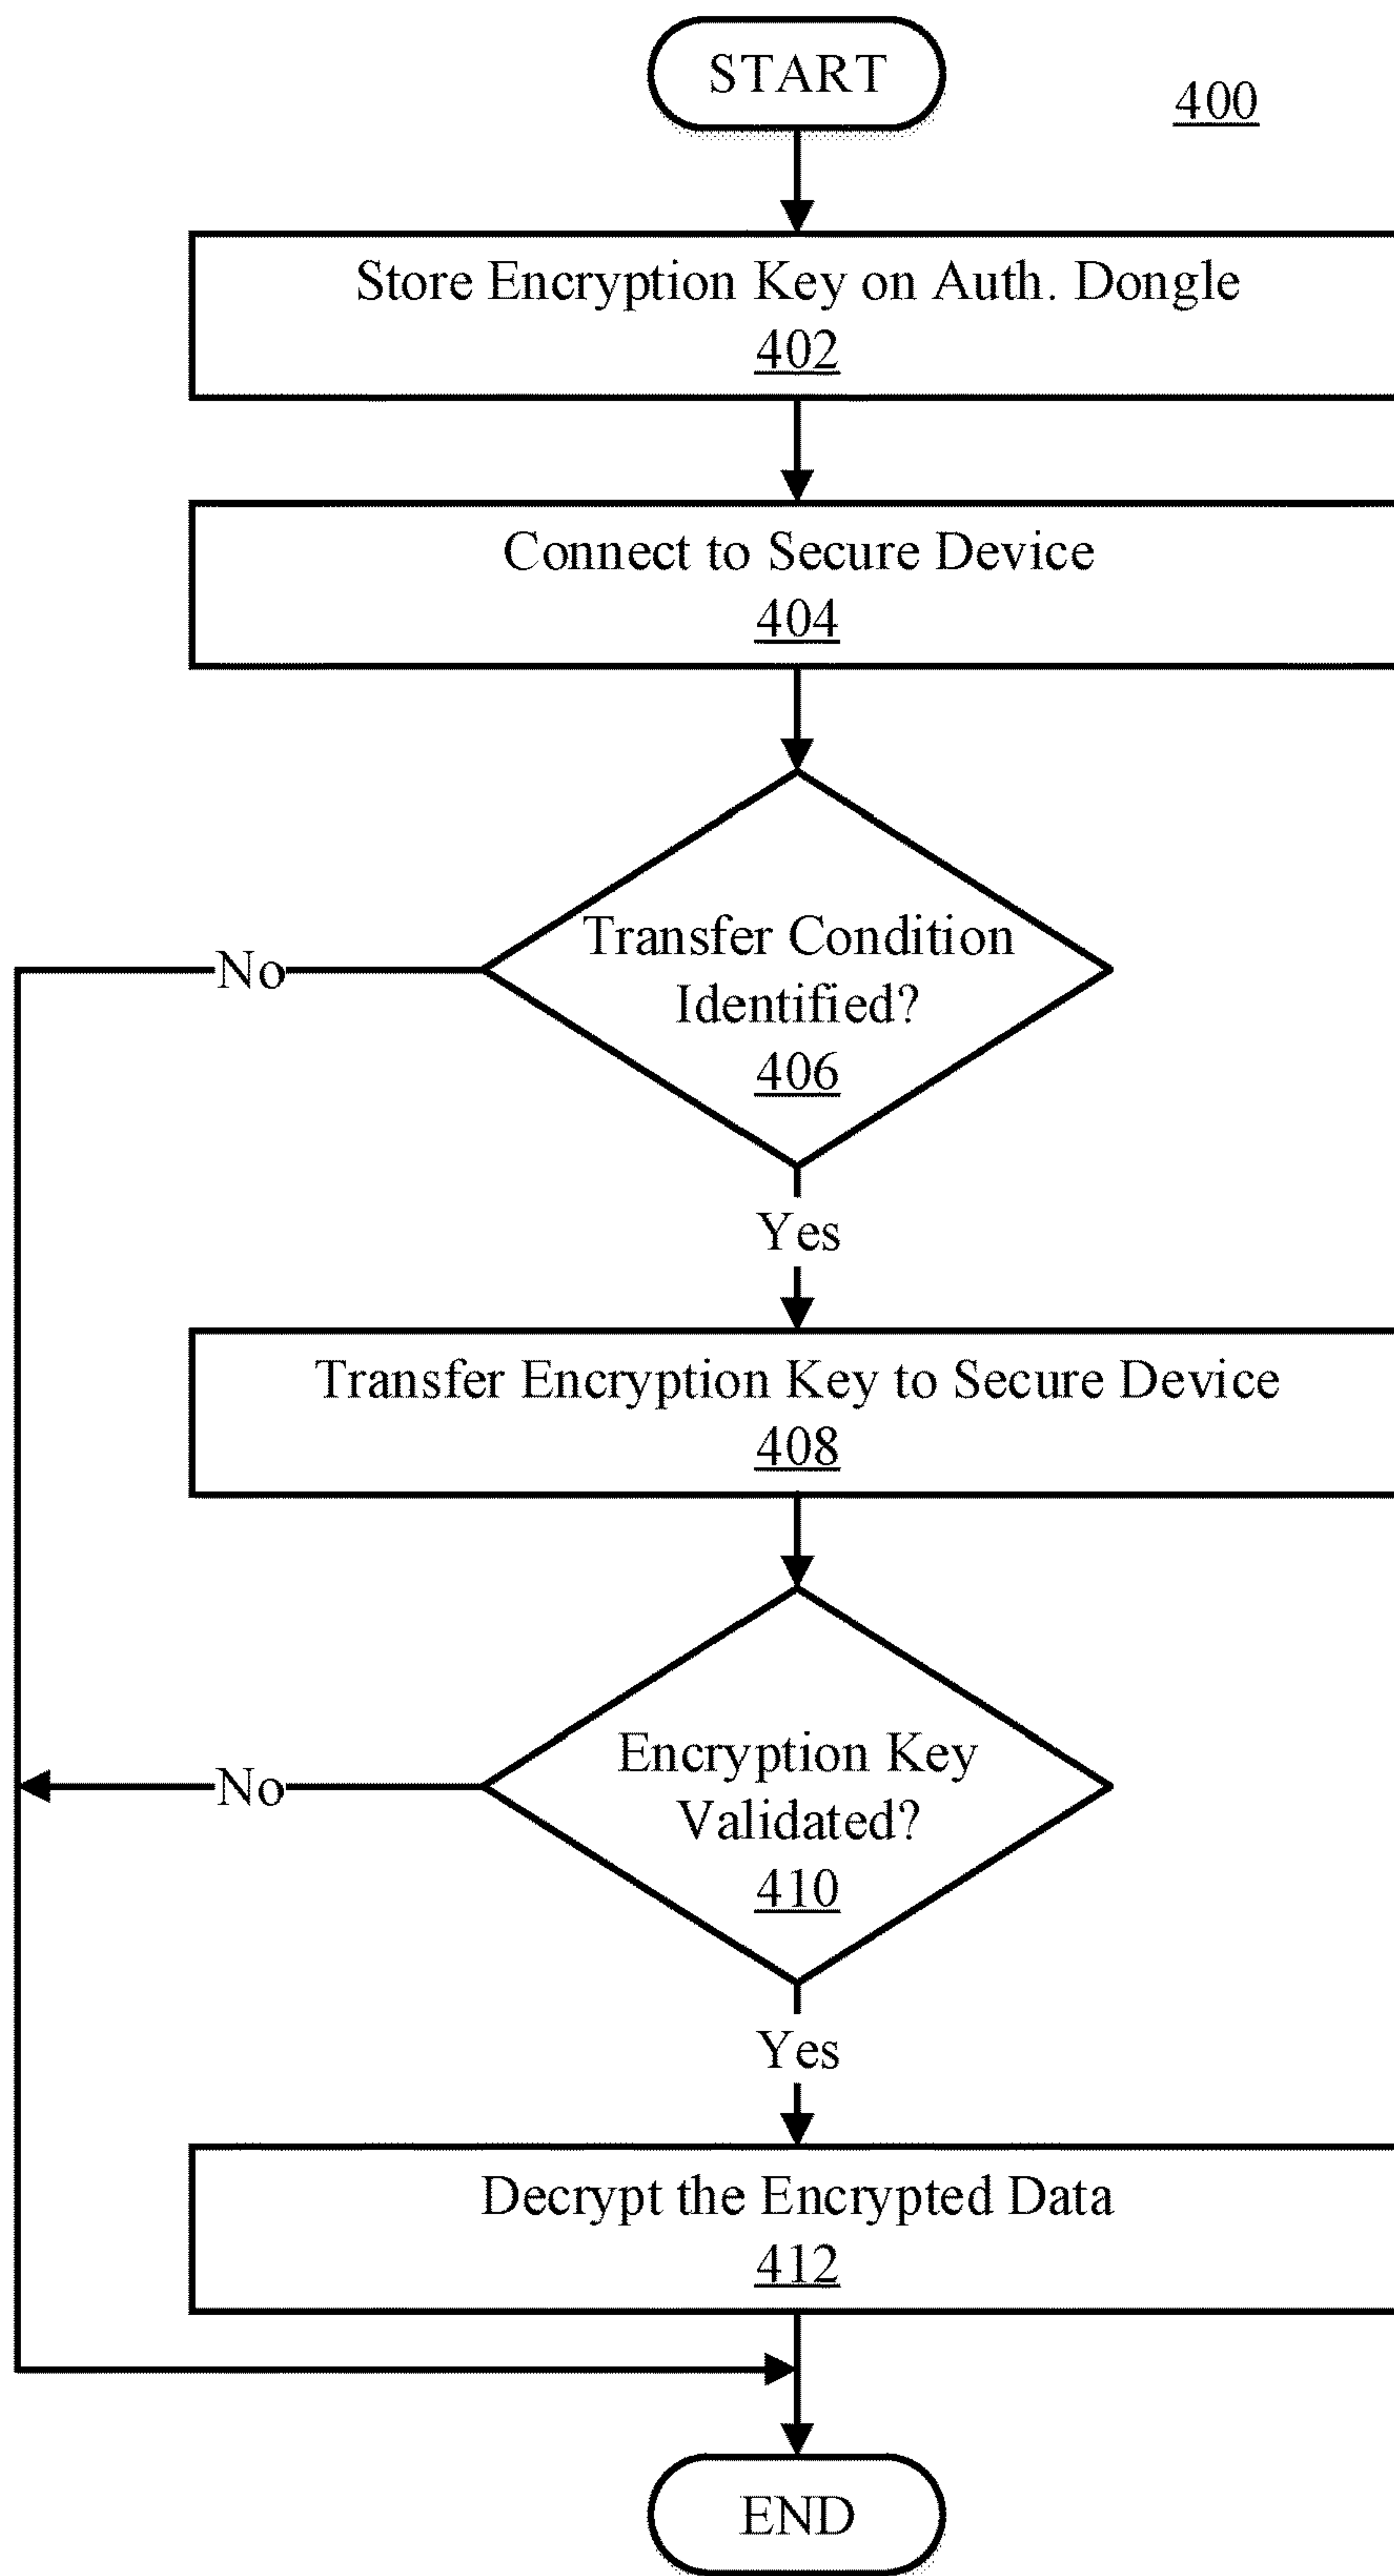 START
400
Store Encryption Key on Auth. Dongle
402
Connect to Secure Device
404
Transfer Condition
Identified?
406
No
Yes
Transfer Encryption Key to Secure Device
408
Encryption Key
Validated?
410
No
Yes
Decrypt the Encrypted Data
412
END